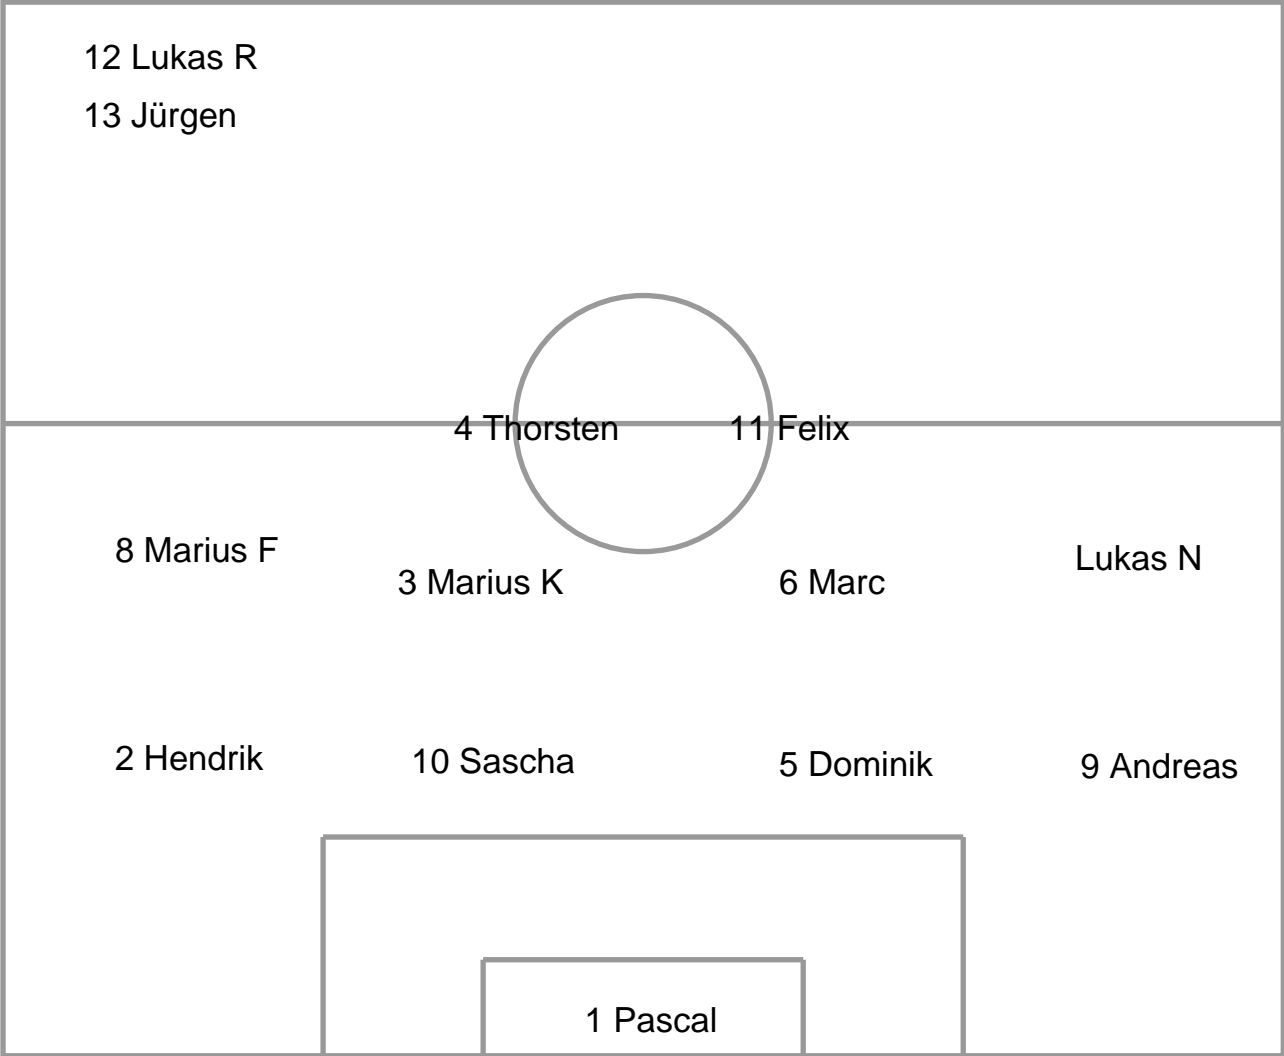 12 Lukas R
13 Jürgen
4 Thorsten
11 Felix
8 Marius F
3 Marius K
6 Marc
Lukas N
2 Hendrik
10 Sascha
5 Dominik
9 Andreas
1 Pascal